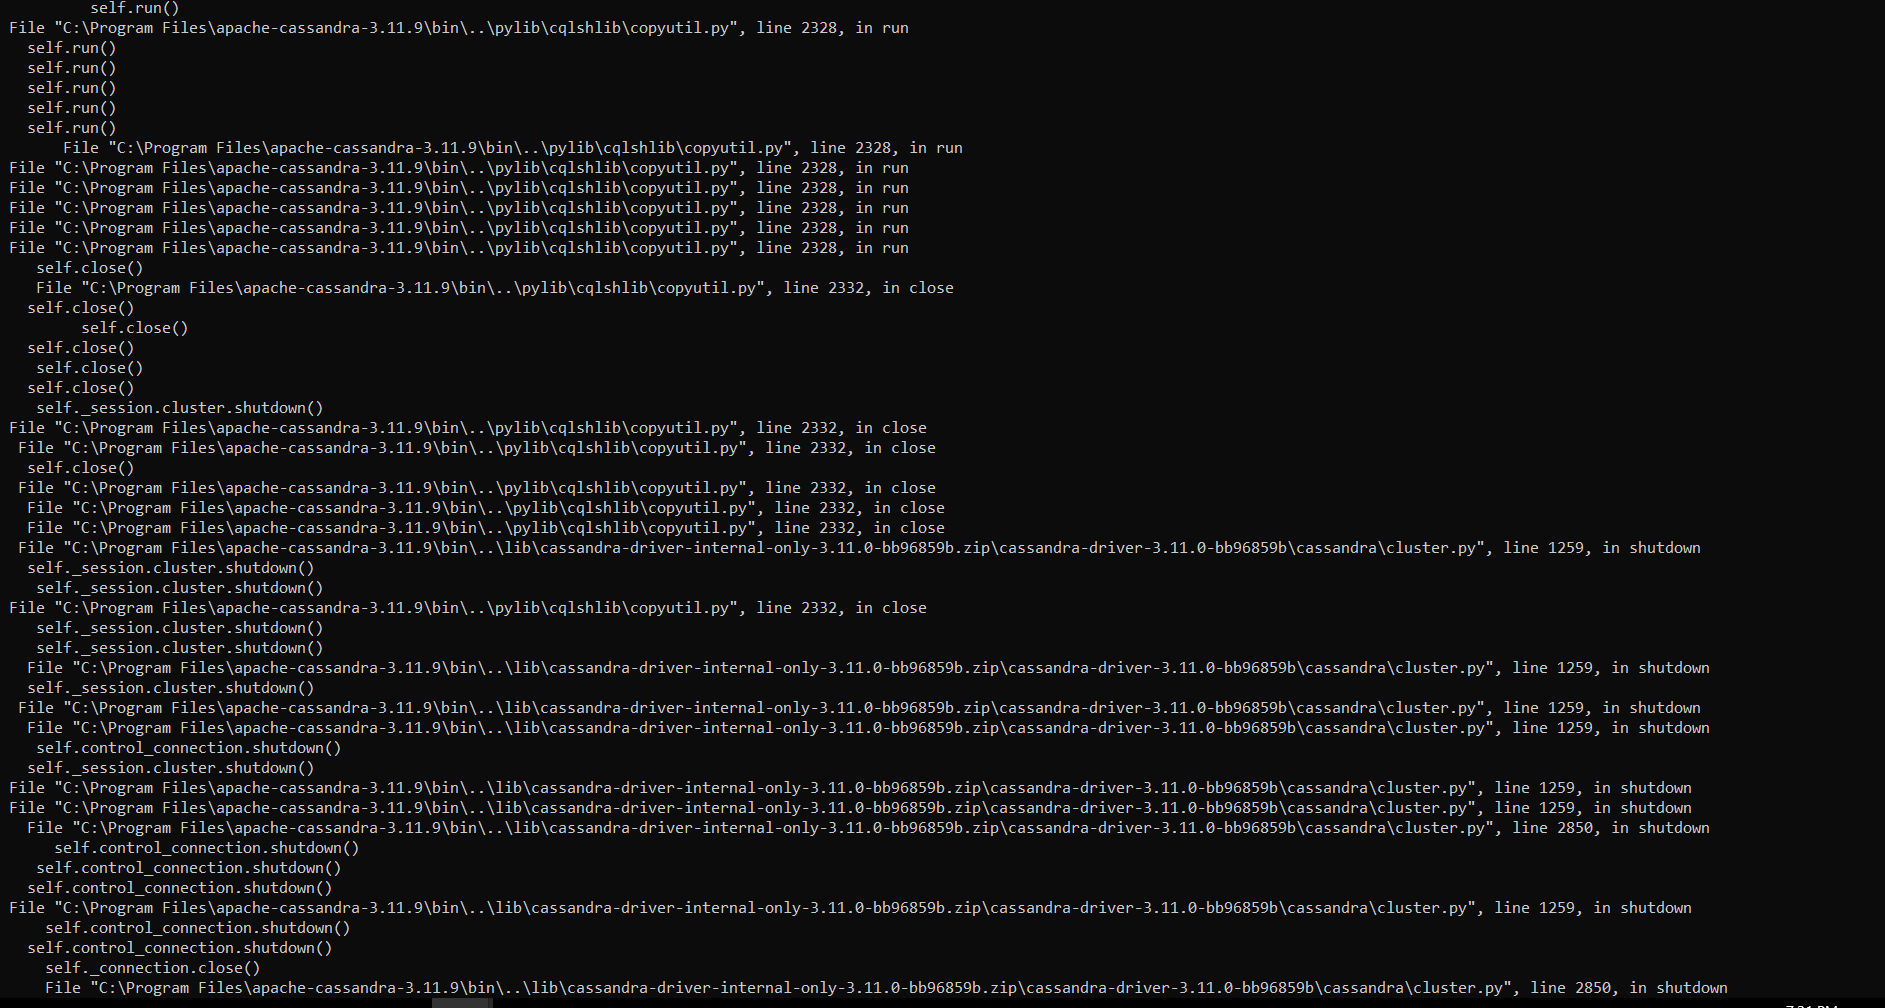 self.run()
File "C:\Program Files\apache-cassandra-3.11.9\bin\..\pylib\cqlshlib\copyutil.py", line 2328, in run
self.run()
self.run()
self.run()
self.run()
self.run()
File "C:\Program Files\apache-cassandra-3.11.9\bin\..\pylib\cqlshlib\copyutil.py", line 2328, in run
File "C:\Program Files\apache-cassandra-3.11.9\bin\..\pylib\cqlshlib\copyutil.py", line 2328, in run
File "C:\Program Files\apache-cassandra-3.11.9\bin\..\pylib\cqlshlib\copyutil.py", line 2328, in run
File "C:\Program Files\apache-cassandra-3.11.9\bin\..\pylib\cqlshlib\copyutil.py", line 2328, in run
File "C:\Program Files\apache-cassandra-3.11.9\bin\..\pylib\cqlshlib\copyutil.py", line 2328, in run
File "C:\Program Files\apache-cassandra-3.11.9\bin\..\pylib\cqlshlib\copyutil.py", line 2328, in run
self.close()
File "C:\Program Files\apache-cassandra-3.11.9\bin\..\pylib\cqlshlib\copyutil.py", line 2332, in close
self.close()
self.close()
self.close()
self.close()
self.close()
self._session.cluster.shutdown()
File "C:\Program Files\apache-cassandra-3.11.9\bin\..\pylib\cqlshlib\copyutil.py", line 2332, in close
File "C:\Program Files\apache-cassandra-3.11.9\bin\..\pylib\cqlshlib\copyutil.py", line 2332, in close
self.close()
File "C:\Program Files\apache-cassandra-3.11.9\bin\..\pylib\cqlshlib\copyutil.py", line 2332, in close
File "C:\Program Files\apache-cassandra-3.11.9\bin\..\pylib\cqlshlib\copyutil.py", line 2332, in close
File "C:\Program Files\apache-cassandra-3.11.9\bin\..\pylib\cqlshlib\copyutil.py", line 2332, in close
File "C:\Program Files\apache-cassandra-3.11.9\bin\..\lib\cassandra-driver-internal-only-3.11.0-bb96859b.zip\cassandra-driver-3.11.0-bb96859b\cassandra\cluster.py", line 1259, in shutdown
self._session.cluster.shutdown()
self._session.cluster.shutdown()
File "C:\Program Files\apache-cassandra-3.11.9\bin\..\pylib\cqlshlib\copyutil.py", line 2332, in close
self._session.cluster.shutdown()
self._session.cluster.shutdown()
File "C:\Program Files\apache-cassandra-3.11.9\bin\..\lib\cassandra-driver-internal-only-3.11.0-bb96859b.zip\cassandra-driver-3.11.0-bb96859b\cassandra\cluster.py", line 1259, in shutdown
self._session.cluster.shutdown()
File "C:\Program Files\apache-cassandra-3.11.9\bin\..\lib\cassandra-driver-internal-only-3.11.0-bb96859b.zip\cassandra-driver-3.11.0-bb96859b\cassandra\cluster.py", line 1259, in shutdown
File "C:\Program Files\apache-cassandra-3.11.9\bin\..\lib\cassandra-driver-internal-only-3.11.0-bb96859b.zip\cassandra-driver-3.11.0-bb96859b\cassandra\cluster.py", line 1259, in shutdown
self.control_connection.shutdown()
self._session.cluster.shutdown()
File "C:\Program Files\apache-cassandra-3.11.9\bin\..\lib\cassandra-driver-internal-only-3.11.0-bb96859b.zip\cassandra-driver-3.11.0-bb96859b\cassandra\cluster.py", line 1259, in shutdown
File "C:\Program Files\apache-cassandra-3.11.9\bin\..\lib\cassandra-driver-internal-only-3.11.0-bb96859b.zip\cassandra-driver-3.11.0-bb96859b\cassandra\cluster.py", line 1259, in shutdown
File "C:\Program Files\apache-cassandra-3.11.9\bin\..\lib\cassandra-driver-internal-only-3.11.0-bb96859b.zip\cassandra-driver-3.11.0-bb96859b\cassandra\cluster.py", line 2850, in shutdown
self.control_connection.shutdown()
self.control_connection.shutdown()
self.control_connection.shutdown()
File "C:\Program Files\apache-cassandra-3.11.9\bin\..\lib\cassandra-driver-internal-only-3.11.0-bb96859b.zip\cassandra-driver-3.11.0-bb96859b\cassandra\cluster.py", line 1259, in shutdown
self.control_connection.shutdown()
self.control_connection.shutdown()
self._connection.close()
File "C:\Program Files\apache-cassandra-3.11.9\bin\..\lib\cassandra-driver-internal-only-3.11.0-bb96859b.zip\cassandra-driver-3.11.0-bb96859b\cassandra\cluster.py", line 2850, in shutdown